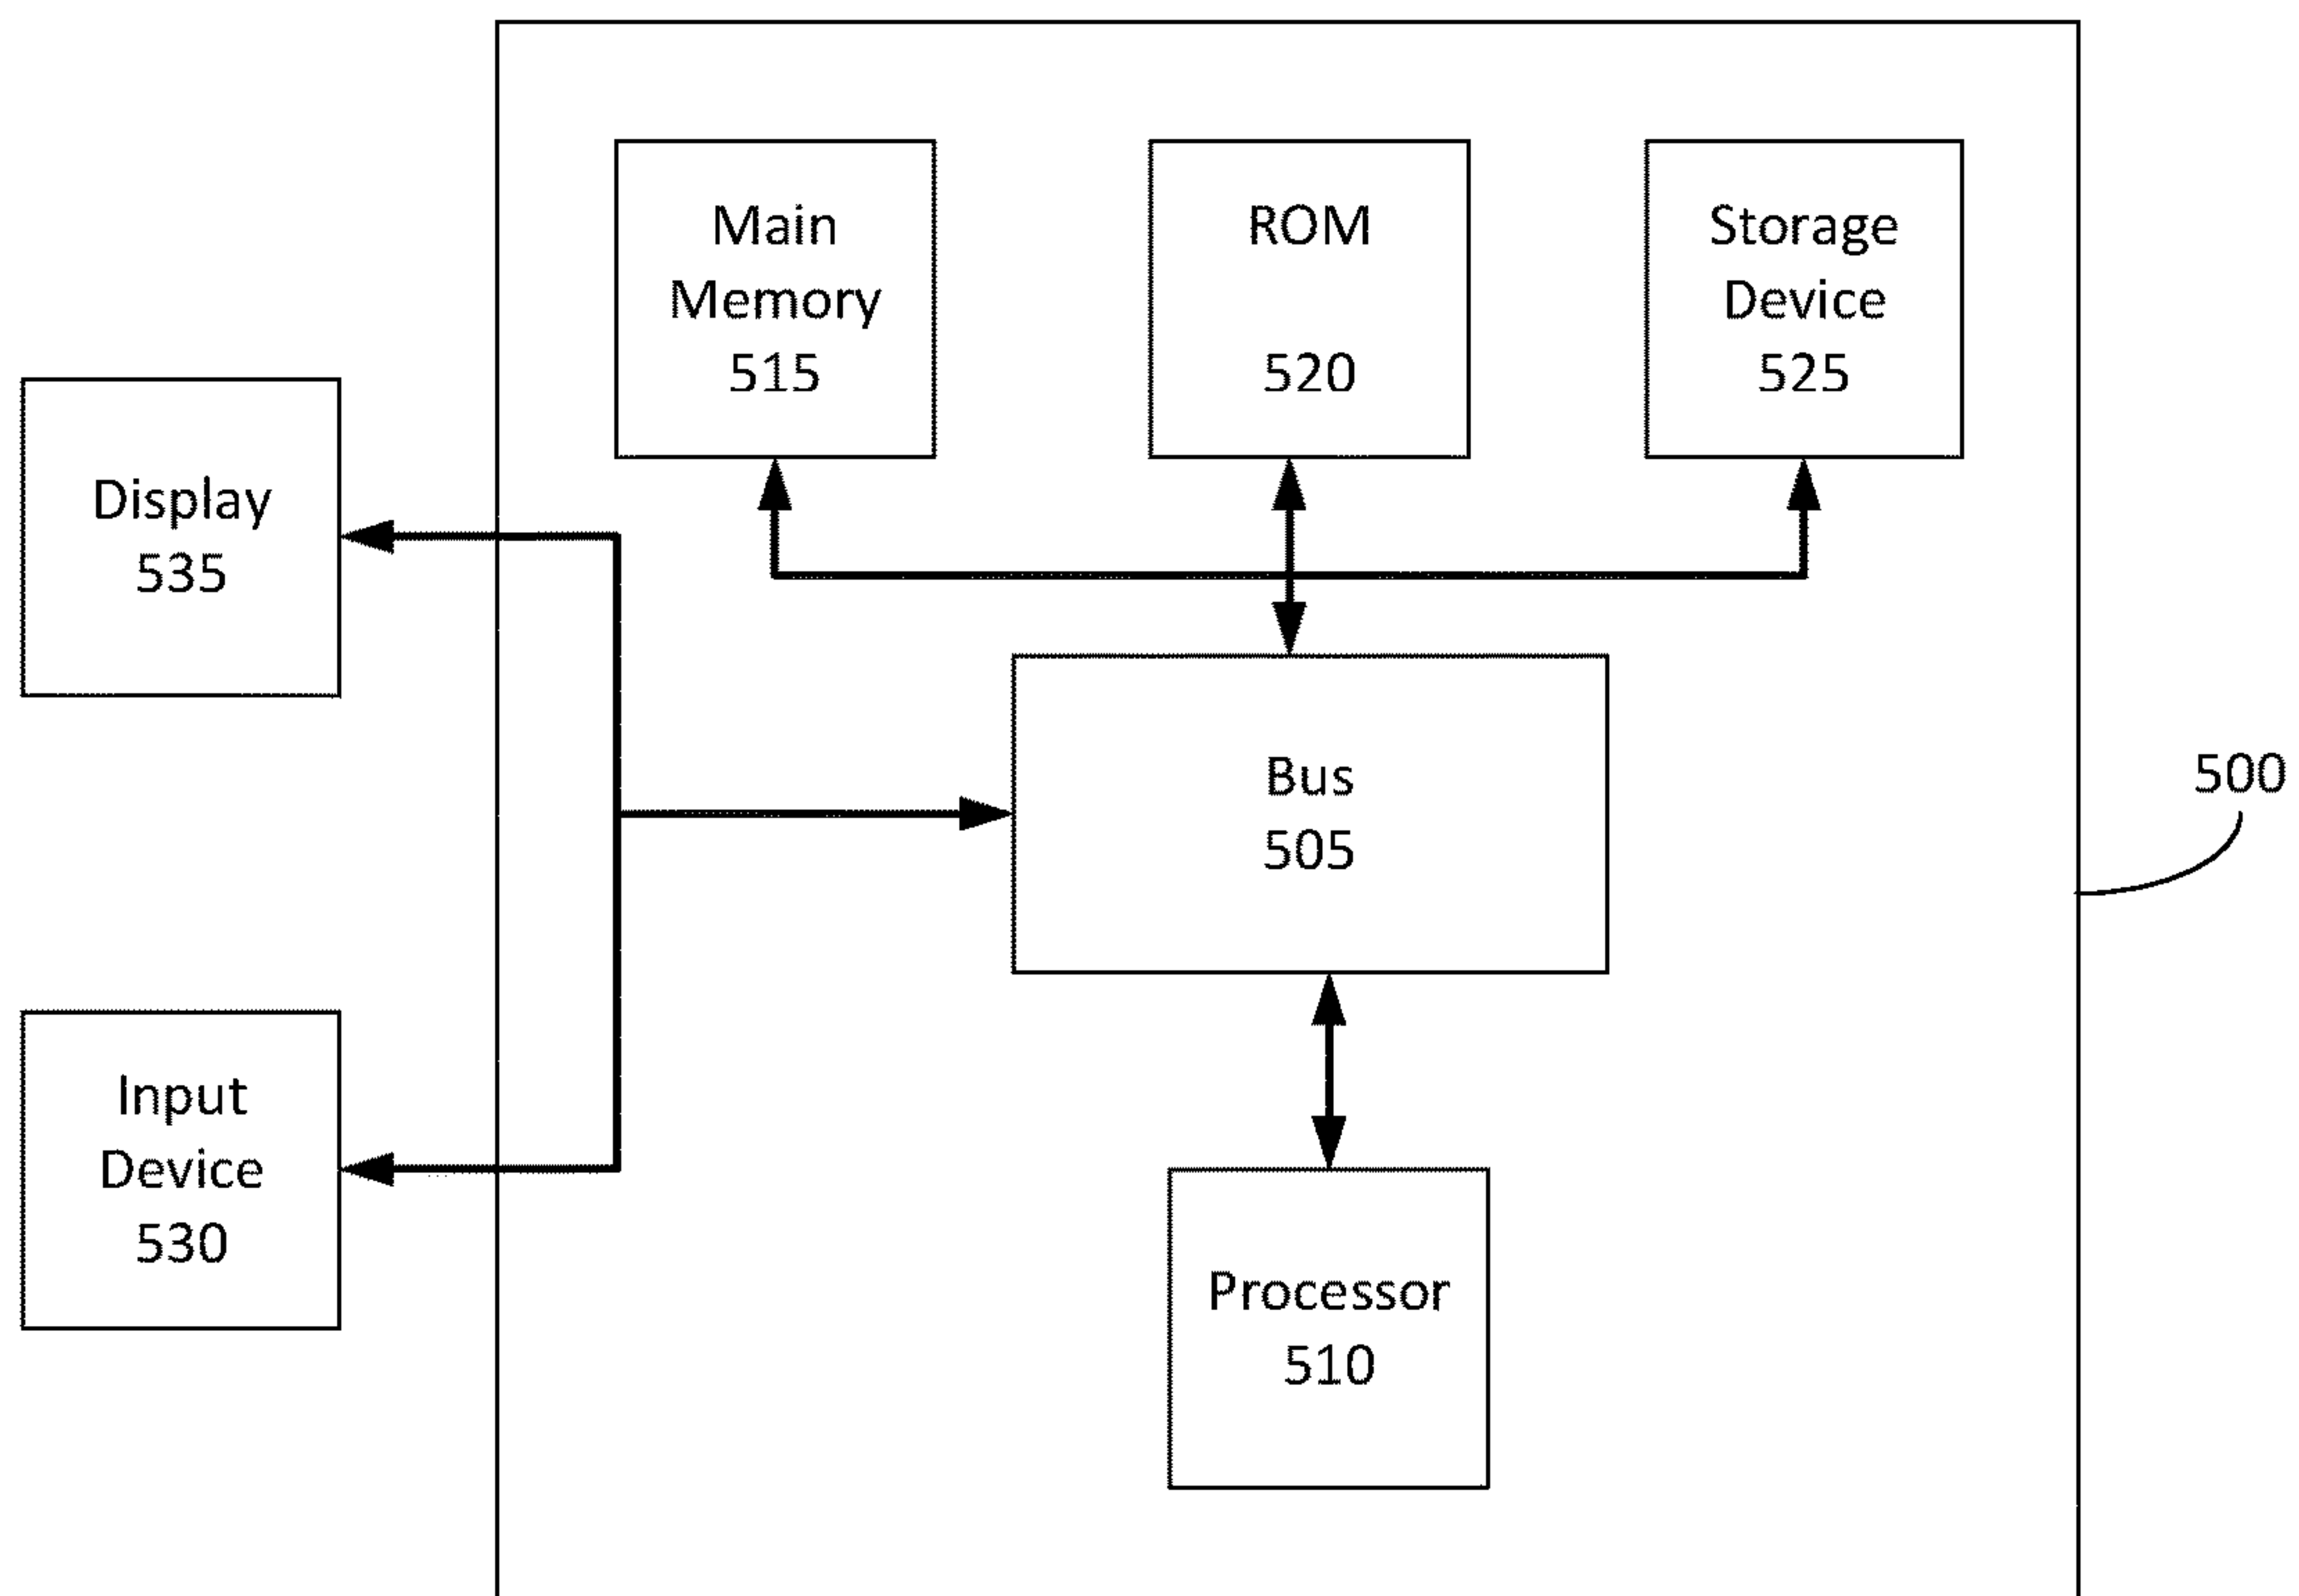 Main
Memory
515
ROM
520
Storage
Device
525
Display
535
Bus
505
500
Input
Device
530
Processor
510